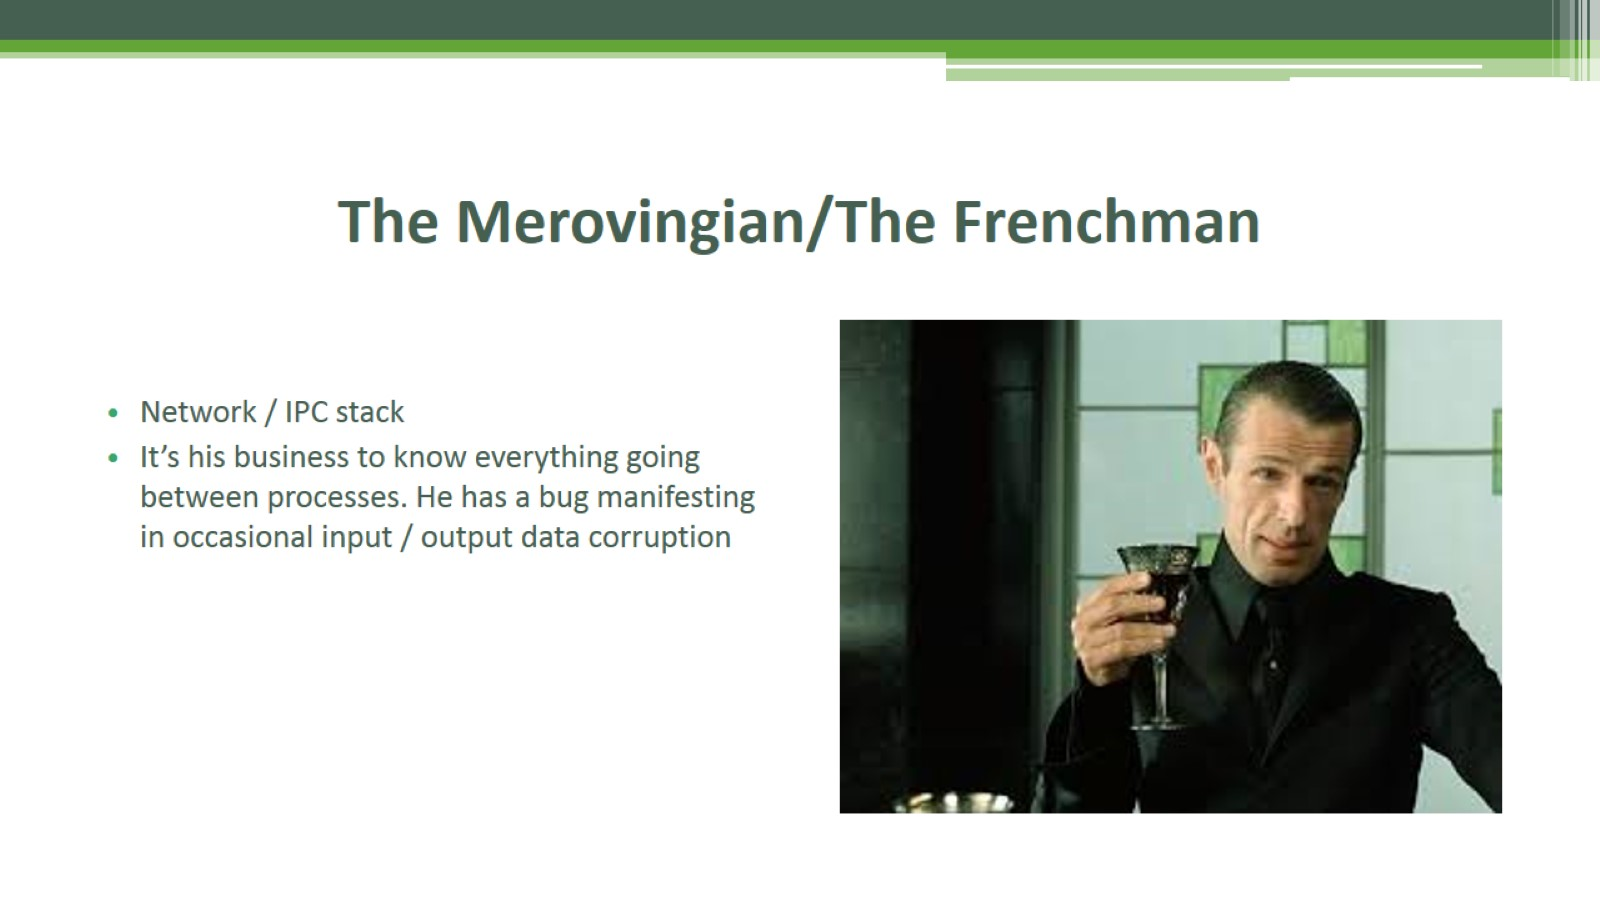 The Merovingian/The Frenchman
• Network / IPC stack
• It’s his business to know everything going
between processes. He has a bug manifesting
in occasional input / output data corruption